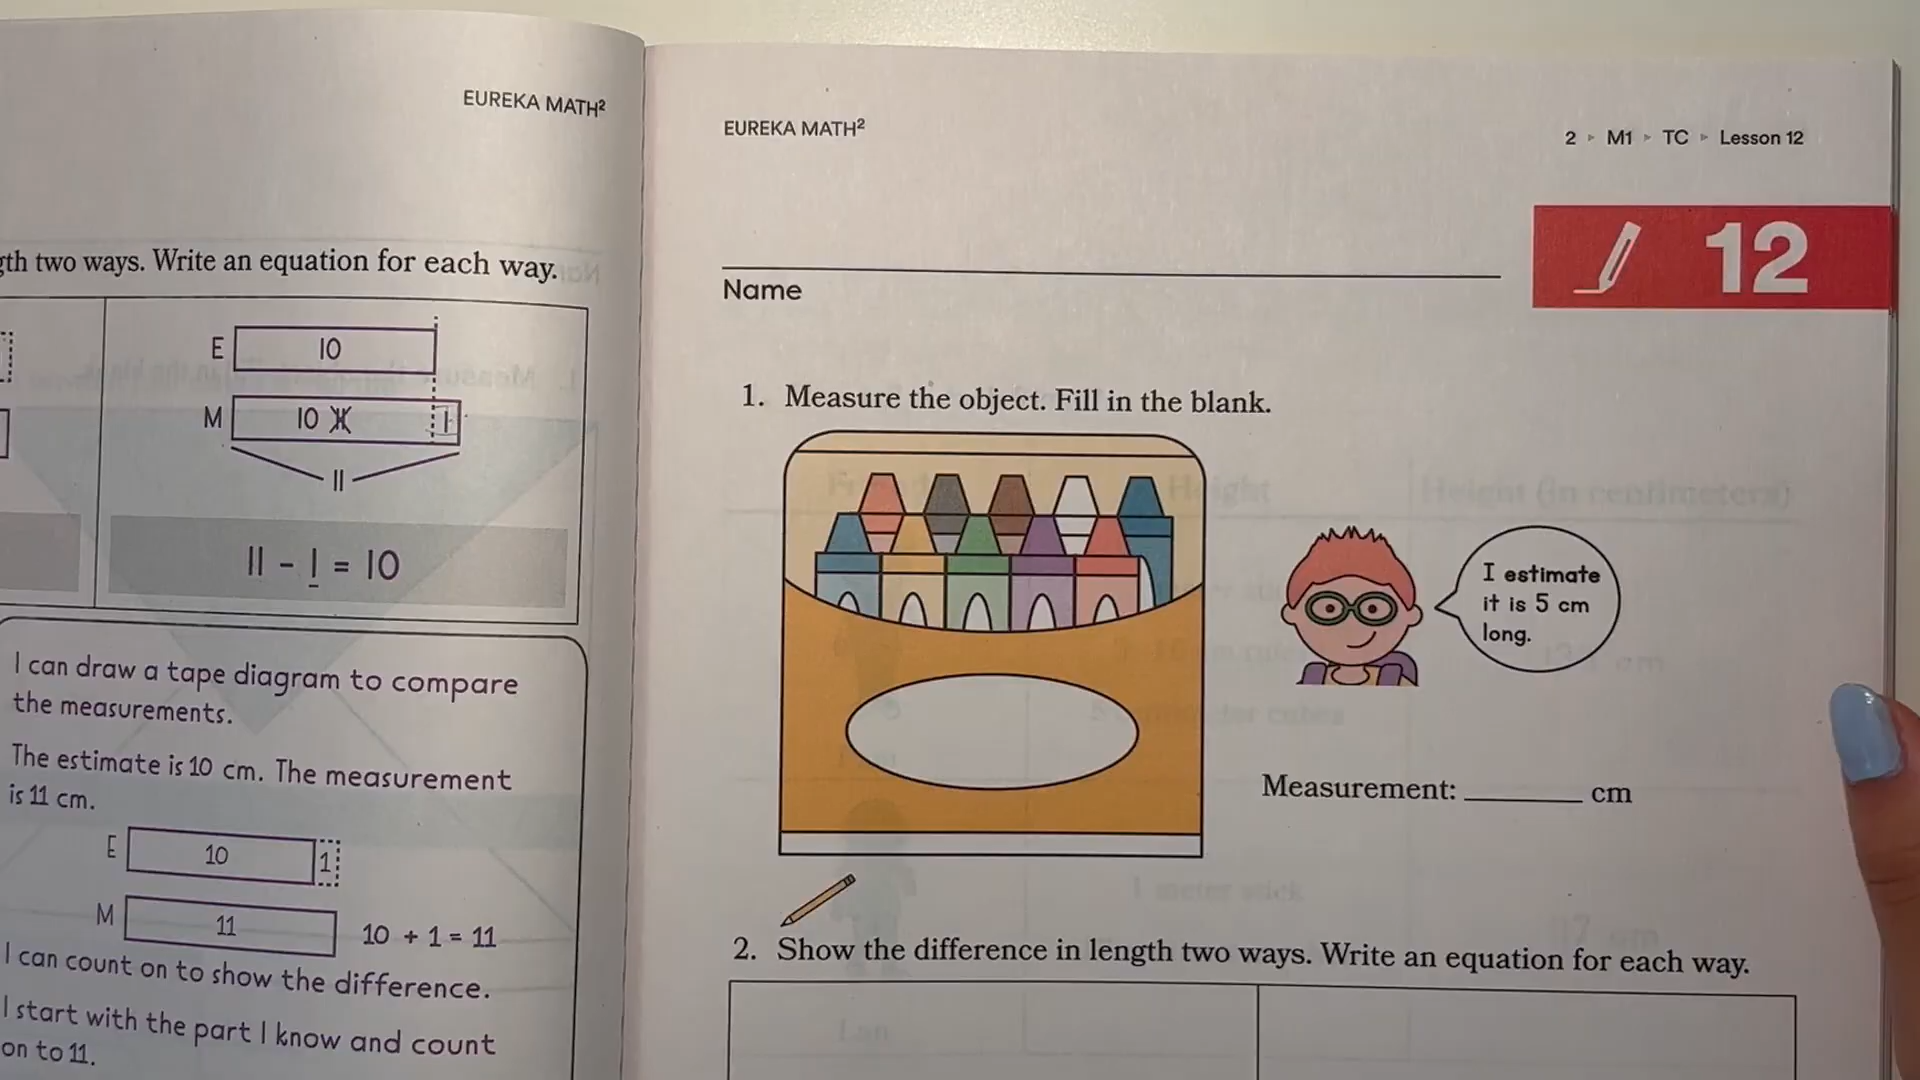 EUREKA MATH²
th two ways. Write an equation for each way.
E 10
M 10 1
11
11 - 1 = 10
I can draw a tape diagram to compare
the measurements.
The estimate is 10 cm. The measurement
is 11 cm.
E 10 1
M 11 10 + 1 = 11
I can count on to show the difference.
I start with the part I know and count
on to 11.
EUREKA MATH²
2 ▸ M1 ▸ TC ▸ Lesson 12
12
Name
1. Measure the object. Fill in the blank.
I estimate
it is 5 cm
long.
Measurement: ______ cm
2. Show the difference in length two ways. Write an equation for each way.